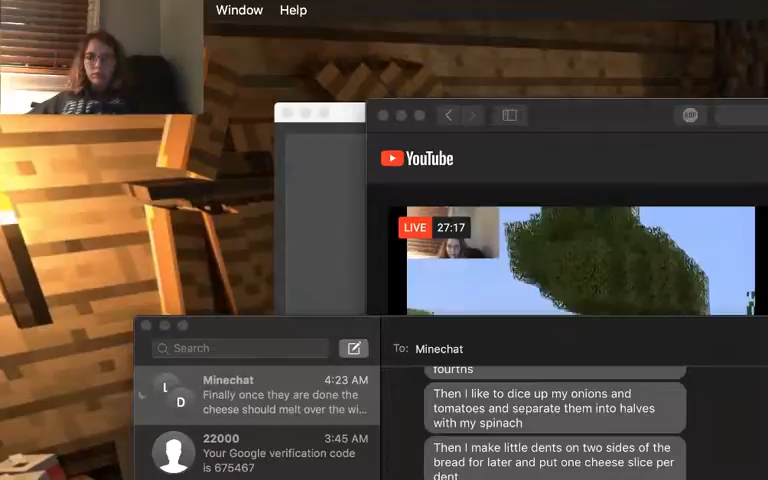 Window Help
ABP
YouTube
LIVE 27:17
Search
To: Minechat
fourths
L
D
Minechat 4:23 AM
Finally once they are done the
cheese should melt over the wi...
Then I like to dice up my onions and
tomatoes and separate them into halves
with my spinach
22000 3:45 AM
Your Google verification code
is 675467
Then I make little dents on two sides of the
bread for later and put one cheese slice per
dent